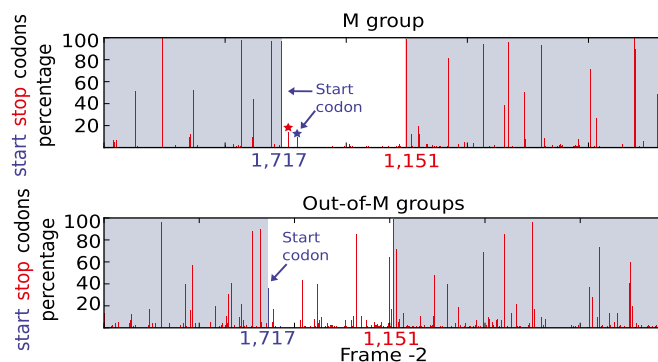 M group
start stop codons
percentage
100
80
60
40
20
Start
codon
1,717
1,151
Out-of-M groups
start stop codons
percentage
100
80
60
40
20
Start
codon
1,717
1,151
Frame -2